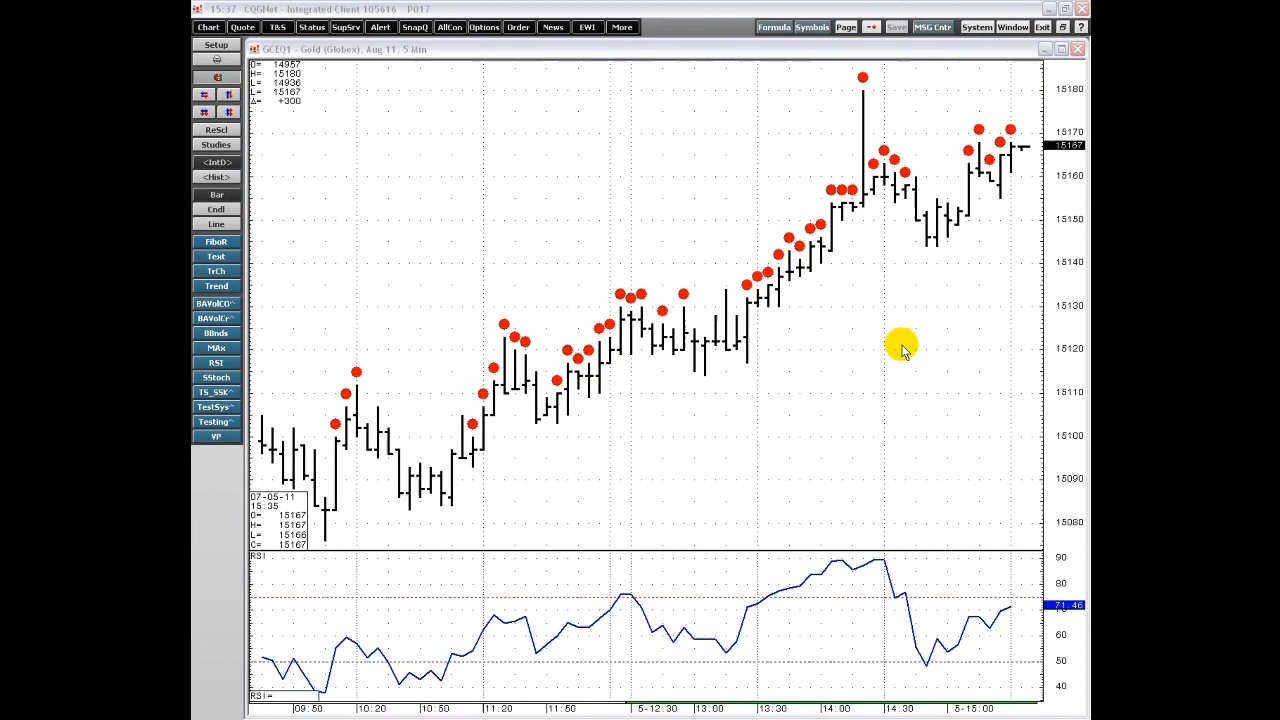 15:37 CQGNet - Integrated Client 105616 P017
Chart Quote T&S Status SupSrv Alert SnapQ AllCon Options Order News EWI More Formula Symbols Page Save MSG Cntr System Window Exit ?
Setup
GCEQ1 - Gold (Globex), Aug 11, 5 Min
O= 14957
H= 15180
L= 14936
L= 15167
Δ= +300
ReScl
Studies
<IntD>
<Hist>
Bar
Cndl
Line
FiboR
Text
TrCh
Trend
BAVolCO^
BAVolCr^
BBnds
MAx
RSI
SStoch
TS_SSK^
TestSys^
Testing^
VP
15180
15170
15167
15160
15150
15140
15130
15120
15110
15100
15090
15080
07-05-11
15:35
O= 15167
H= 15167
L= 15166
C= 15167
RSI
90
80
71.46
60
50
40
RSI=
09:50 10:20 10:50 11:20 11:50 5-12:30 13:00 13:30 14:00 14:30 5-15:00